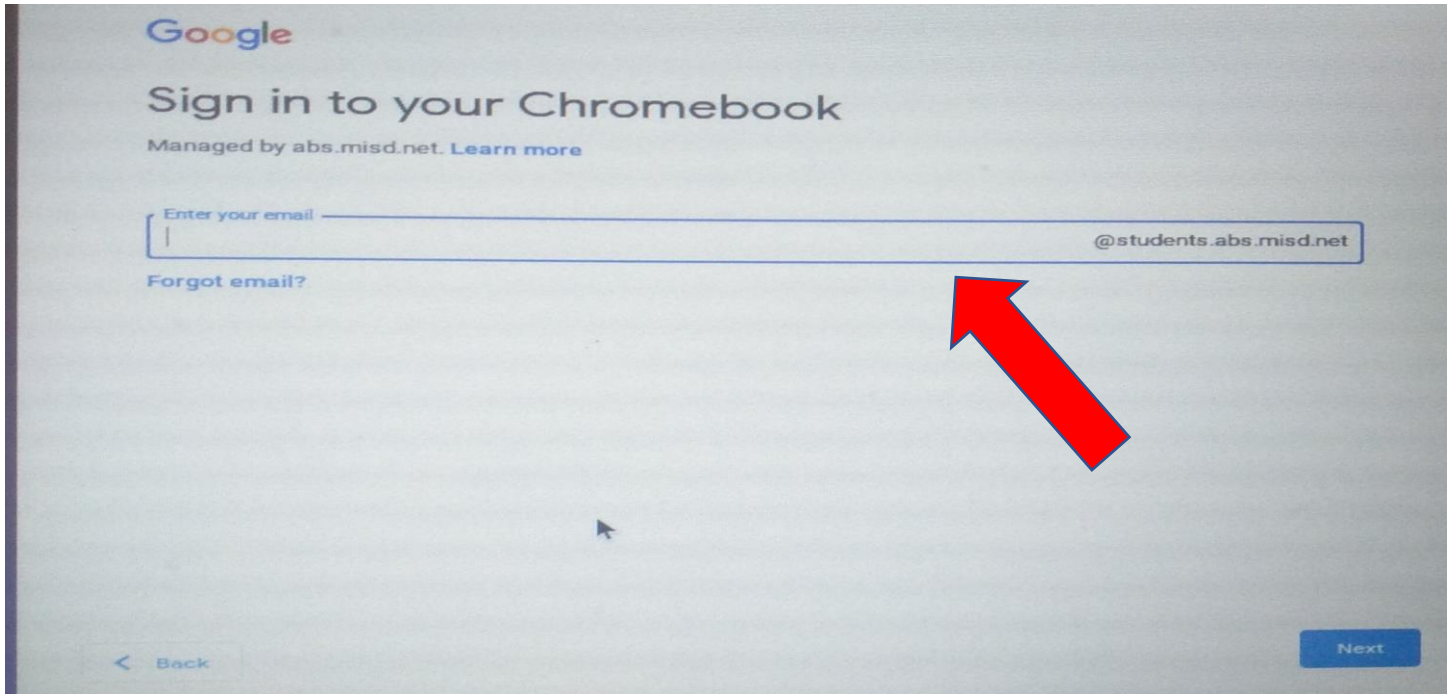 Google
Sign in to your Chromebook
Managed by abs.misd.net. Learn more
Enter your email
@students.abs.misd.net
Forgot email?
Back
Next